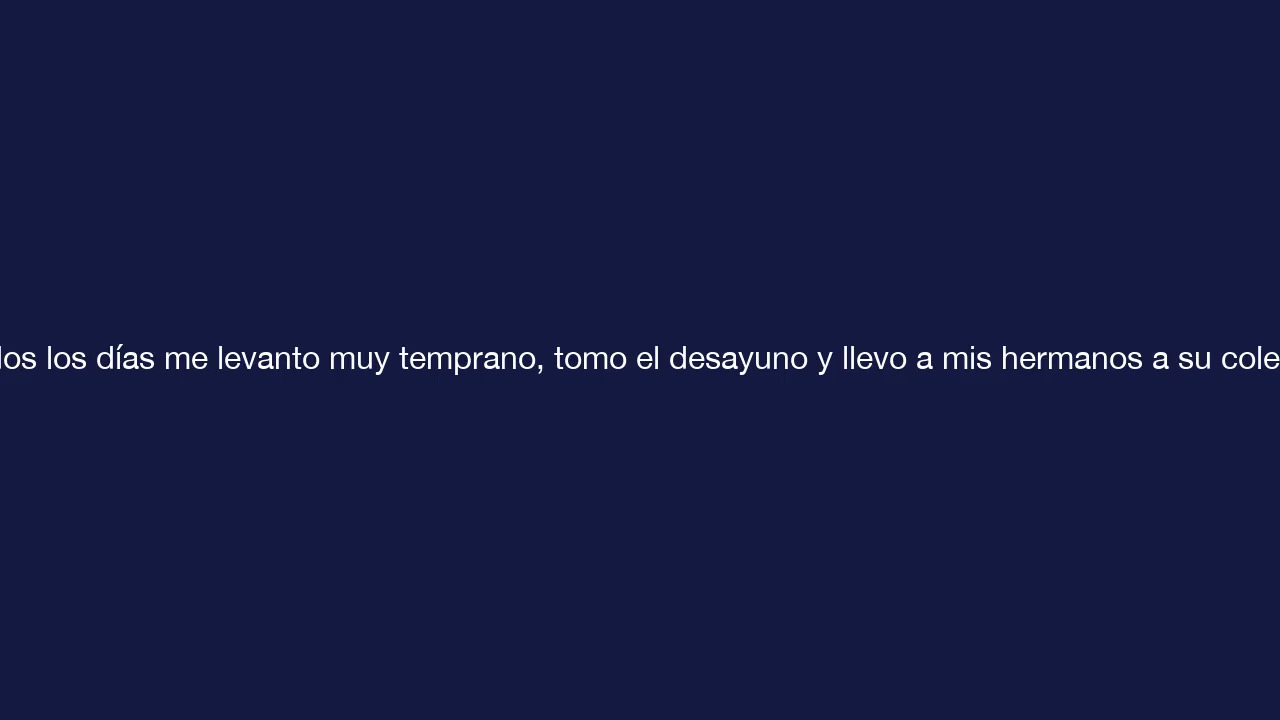 los los días me levanto muy temprano, tomo el desayuno y llevo a mis hermanos a su cole